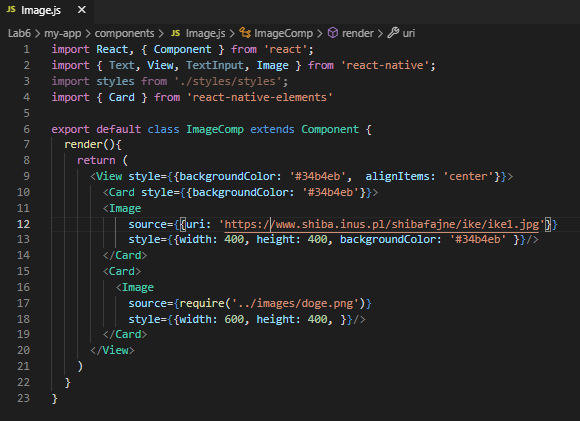 JS Image.js ×
Lab6 > my-app > components > JS Image.js > ImageComp > render > uri
1 import React, { Component } from 'react';
2 import { Text, View, TextInput, Image } from 'react-native';
3 import styles from './styles/styles';
4 import { Card } from 'react-native-elements'
5
6 export default class ImageComp extends Component {
7 render(){
8 return (
9 <View style={{backgroundColor: '#34b4eb',  alignItems: 'center'}}>
10 <Card style={{backgroundColor: '#34b4eb'}}>
11 <Image
12 source={{uri: 'https://www.shiba.inus.pl/shibafajne/ike/ike1.jpg'}}
13 style={{width: 400, height: 400, backgroundColor: '#34b4eb' }}/>
14 </Card>
15 <Card>
16 <Image
17 source={require('../images/doge.png')}
18 style={{width: 600, height: 400, }}/>
19 </Card>
20 </View>
21 )
22 }
23 }